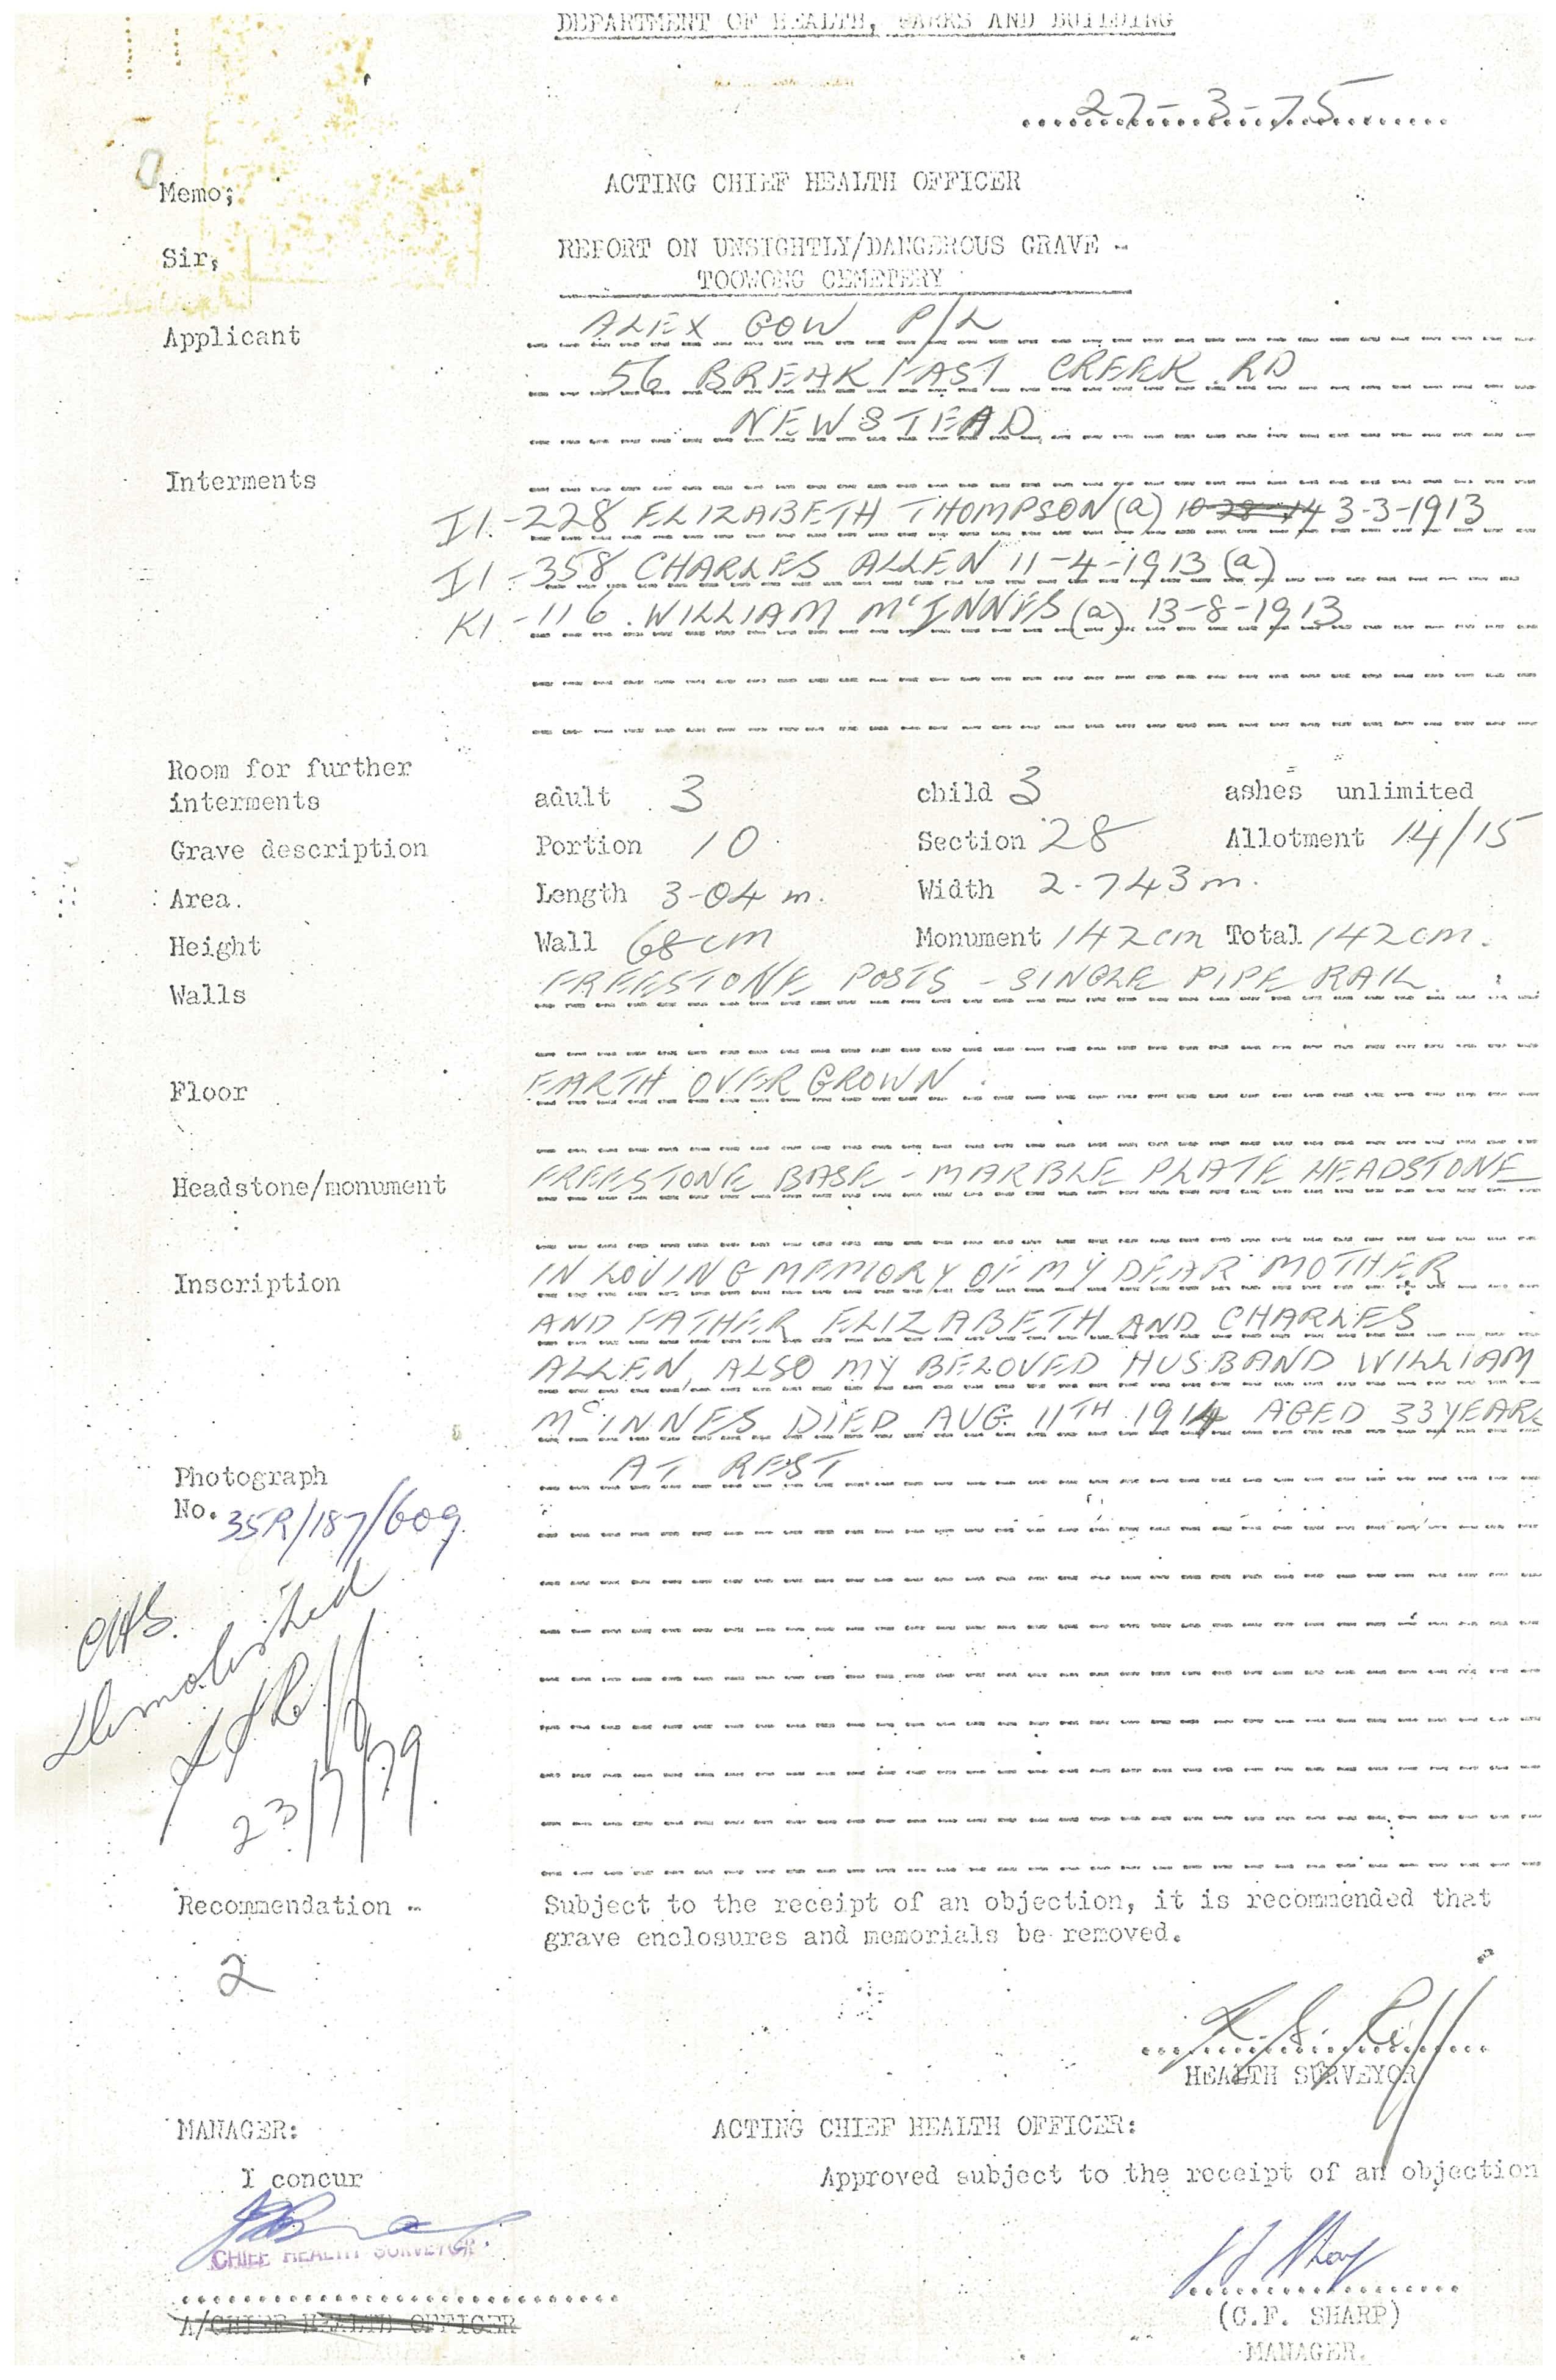 DEPARTMENT OF HEALTH, PARKS AND BUILDING
27-3-75
Memo; ACTING CHIEF HEALTH OFFICER
Sir, REPORT ON UNSIGHTLY/DANGEROUS GRAVE -
TOOWONG CEMETERY
Applicant ALEX GOW P/L
56 BREAKFAST CREEK RD
NEWSTEAD
Interments
I1-228 ELIZABETH THOMPSON (a) 10-28-14 3-3-1913
I1-358 CHARLES ALLEN 11-4-1913 (a)
K1-116. WILLIAM McINNES (a) 13-8-1913
Room for further
interments adult 3 child 3 ashes unlimited
Grave description Portion 10 Section 28 Allotment 14/15
Area. Length 3-04 m. Width 2-743 m.
Height Wall 68 cm Monument 142 cm Total 142 cm.
Walls FREESTONE POSTS - SINGLE PIPE RAIL.
Floor EARTH OVERGROWN.
Headstone/monument FREESTONE BASE - MARBLE PLATE HEADSTONE
Inscription IN LOVING MEMORY OF MY DEAR MOTHER
AND FATHER ELIZABETH AND CHARLES
ALLEN, ALSO MY BELOVED HUSBAND WILLIAM
McINNES DIED AUG. 11TH 1914 AGED 33 YEARS
AT REST
Photograph
No. 35R/187/609.
CHS.
Demolished
23/7/79.
Recommendation - Subject to the receipt of an objection, it is recommended that
grave enclosures and memorials be removed.
2
HEALTH SURVEYOR
MANAGER: ACTING CHIEF HEALTH OFFICER:
I concur Approved subject to the receipt of an objection
CHIEF HEALTH SURVEYOR.
A/CHIEF HEALTH OFFICER
(C.F. SHARP)
MANAGER.